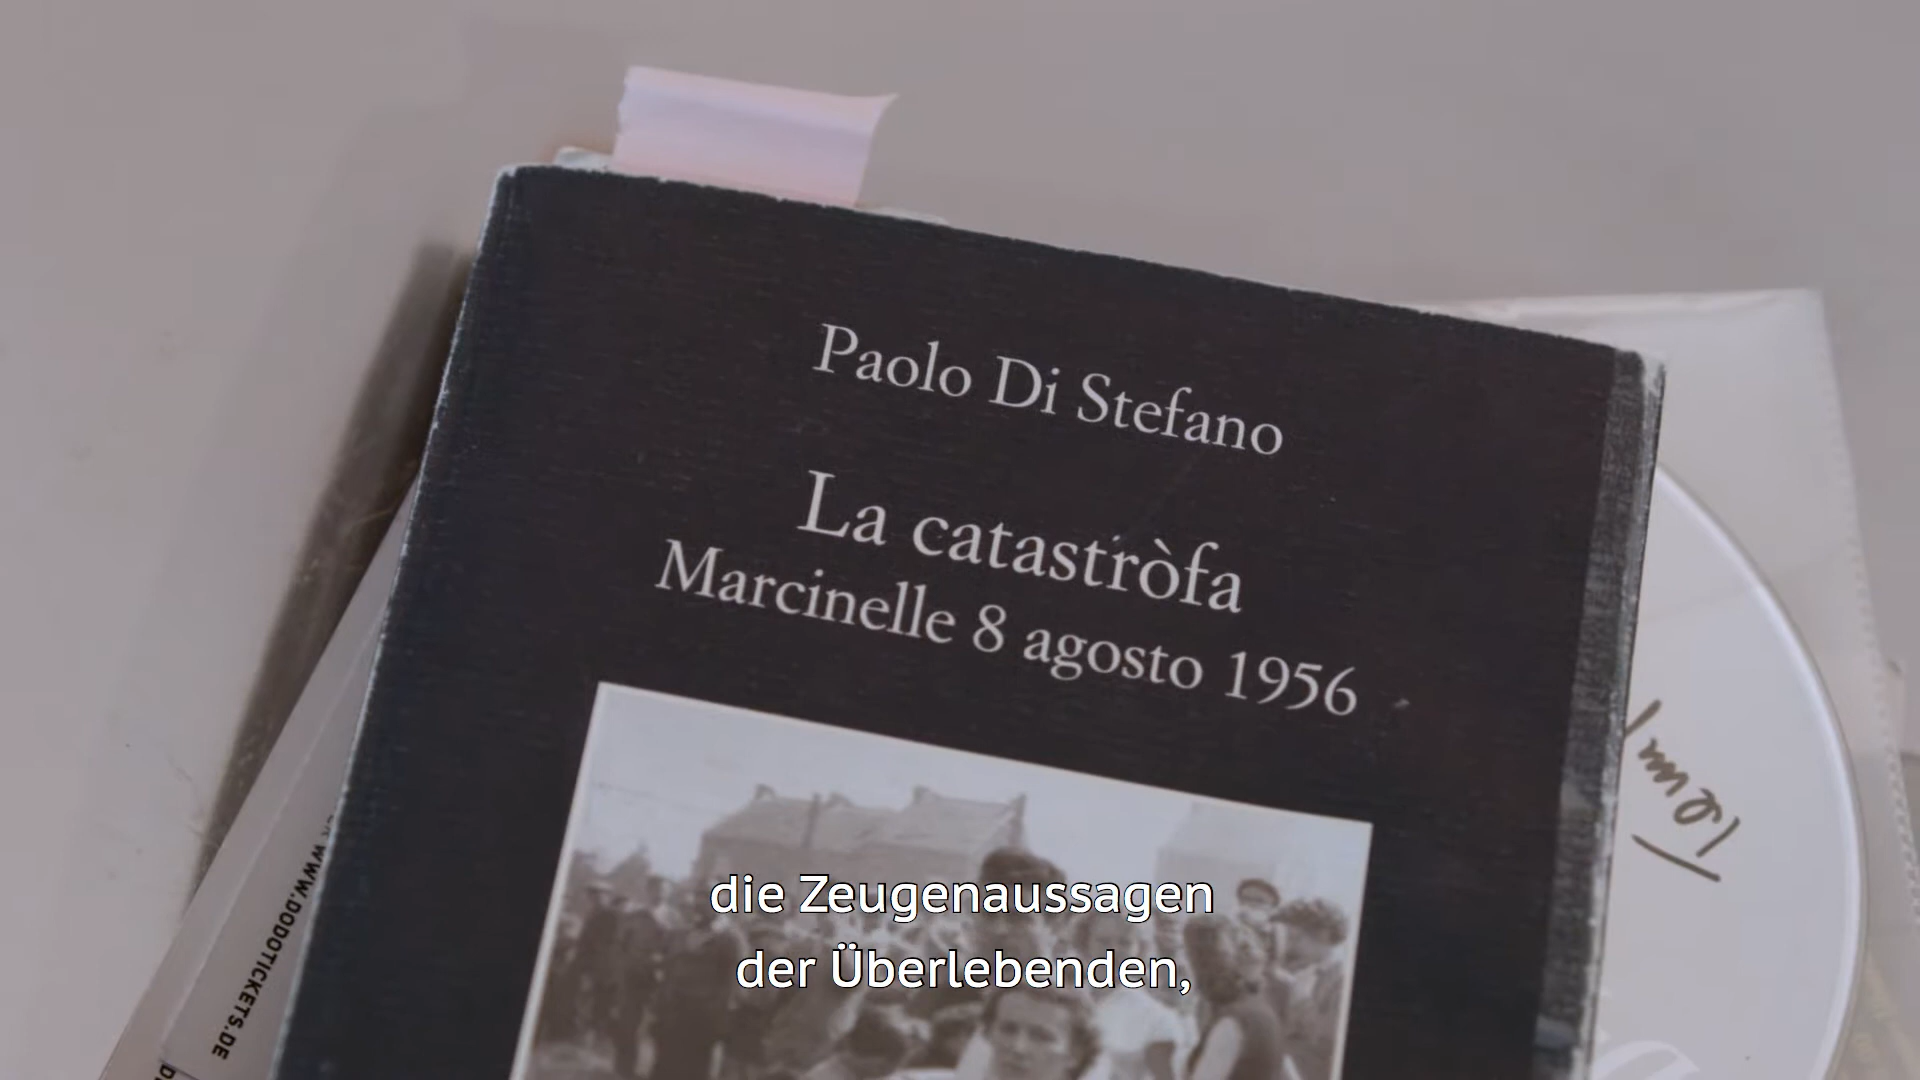 Paolo Di Stefano
La catastròfa
Marcinelle 8 agosto 1956
WWW.DODOTICKETS.DE
die Zeugenaussagen
der Überlebenden,